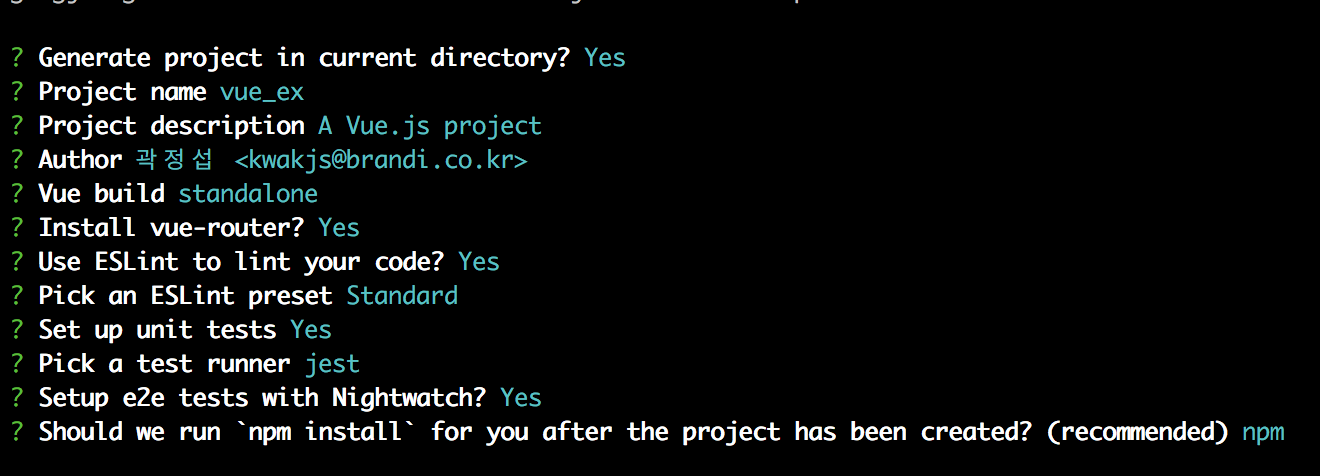 ? Generate project in current directory? Yes
? Project name vue_ex
? Project description A Vue.js project
? Author 곽정섭 <kwakjs@brandi.co.kr>
? Vue build standalone
? Install vue-router? Yes
? Use ESLint to lint your code? Yes
? Pick an ESLint preset Standard
? Set up unit tests Yes
? Pick a test runner jest
? Setup e2e tests with Nightwatch? Yes
? Should we run `npm install` for you after the project has been created? (recommended) npm